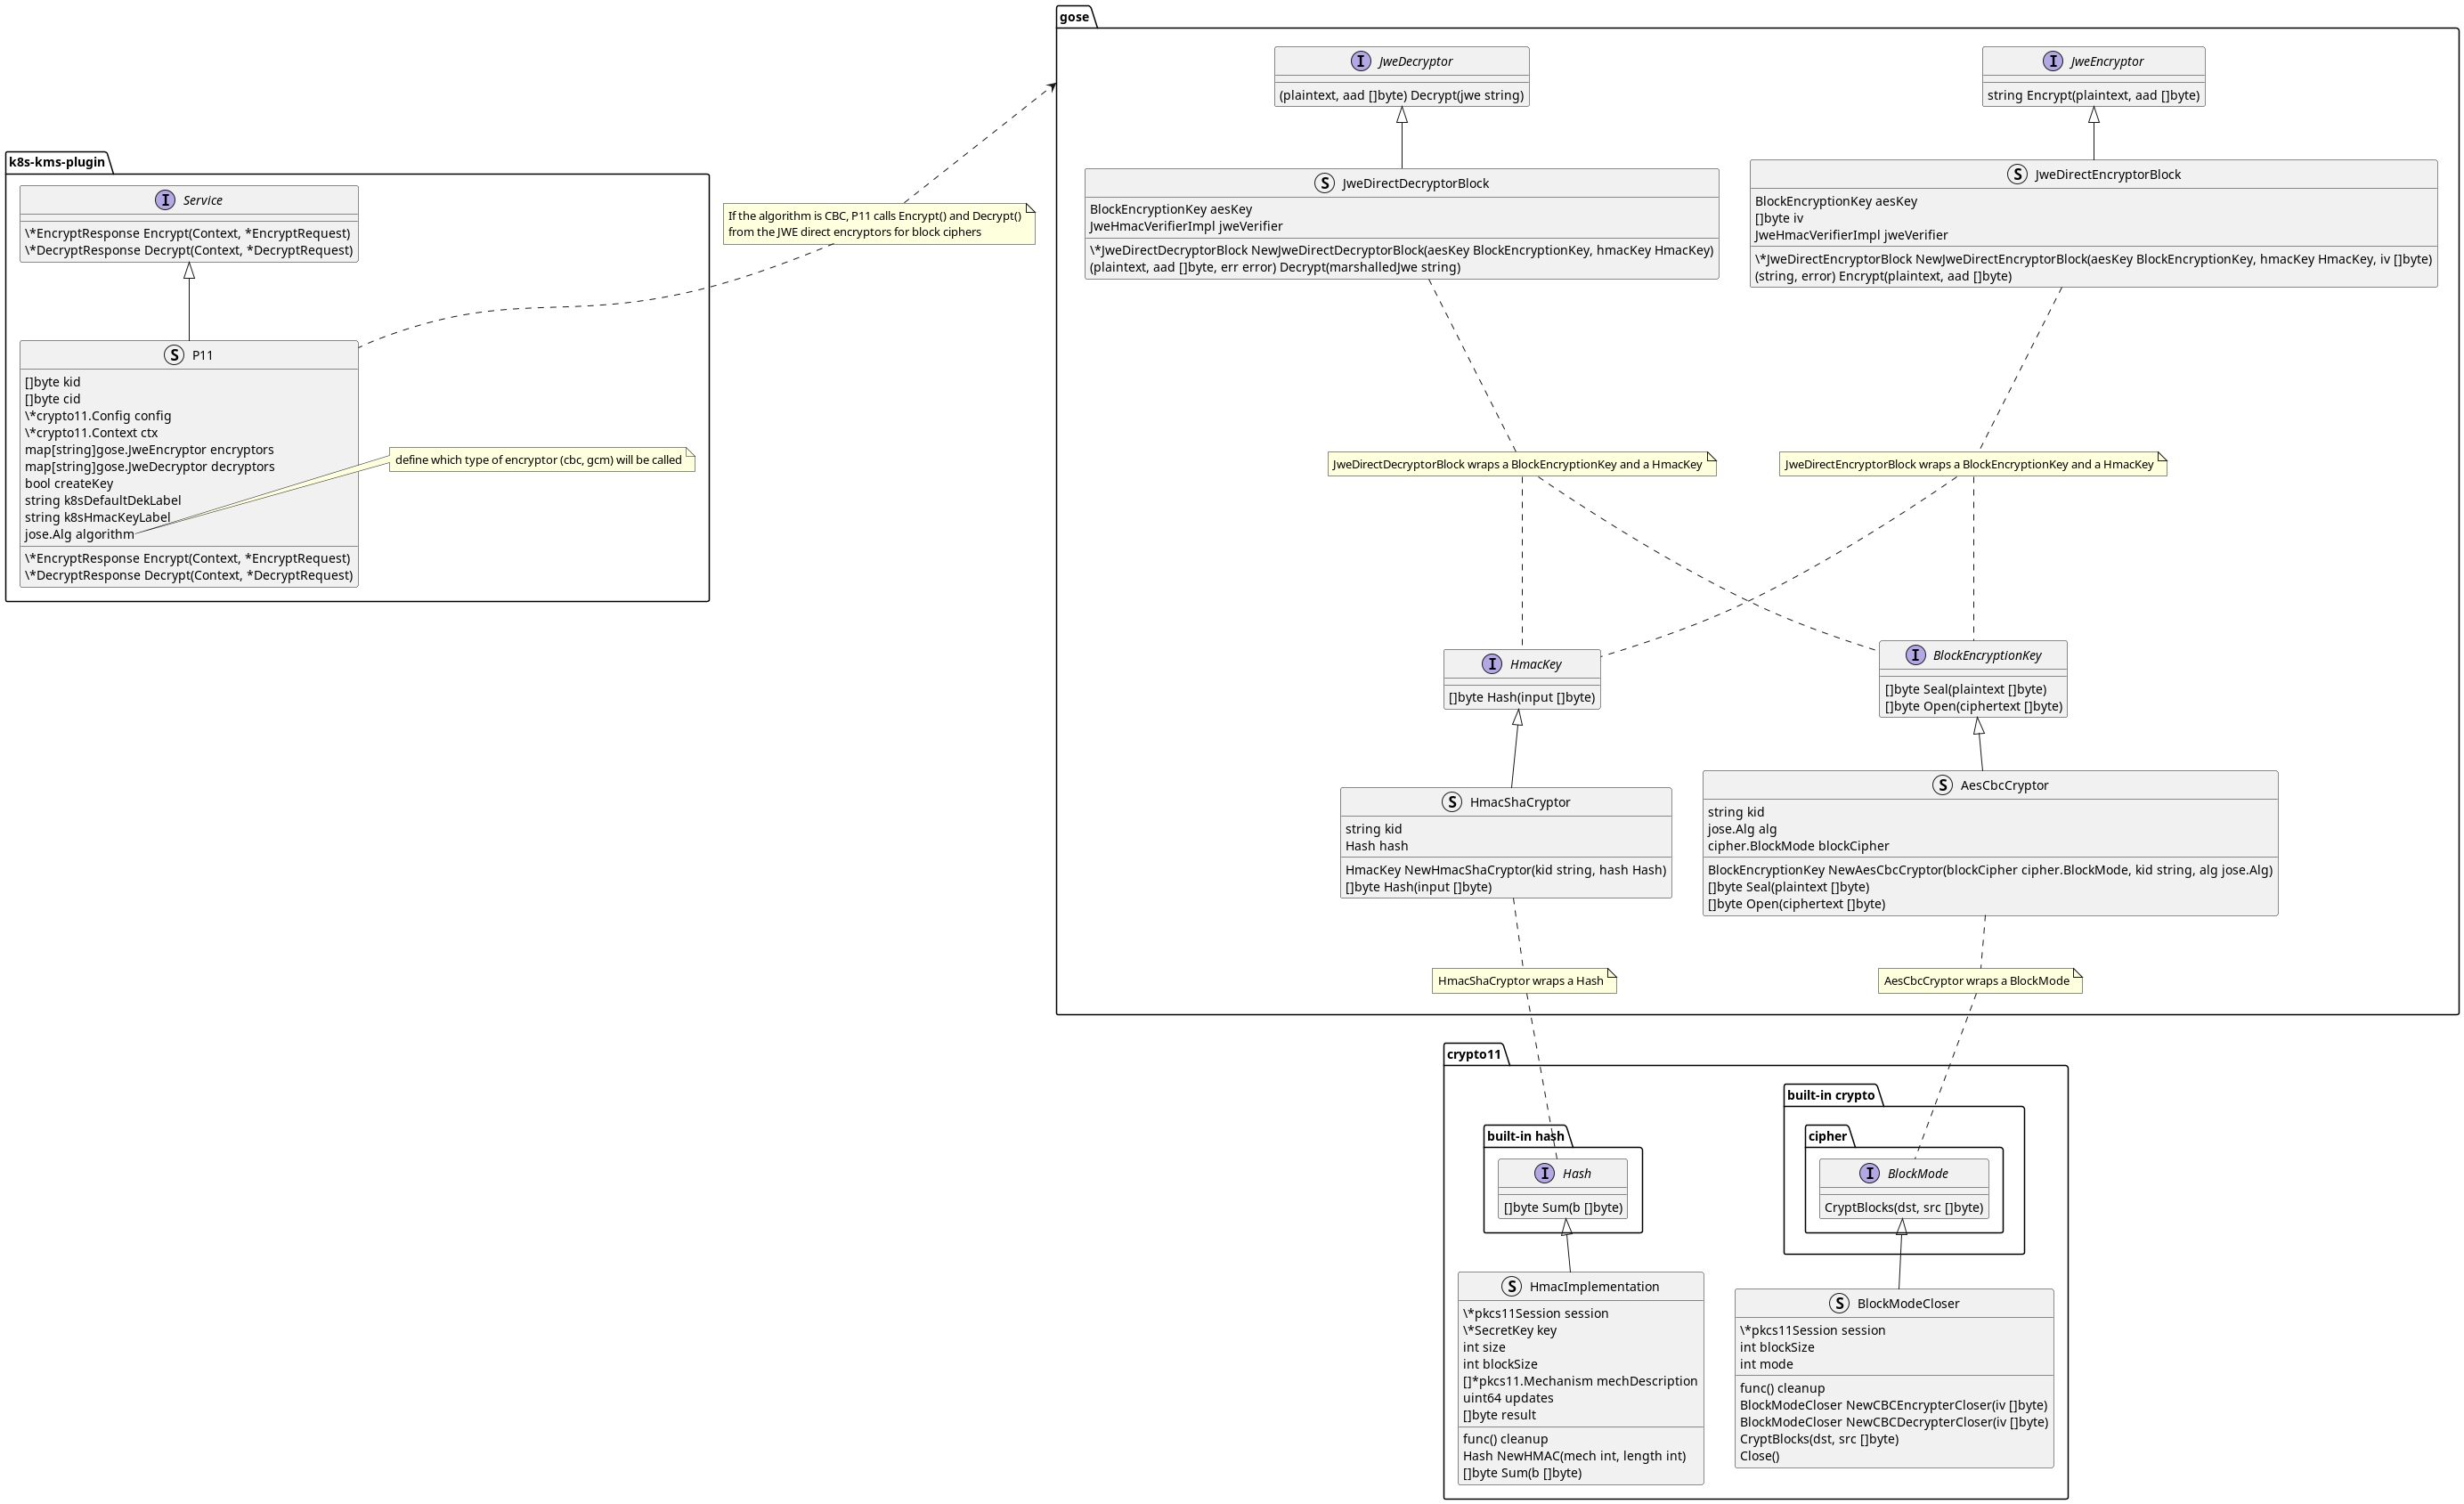 gose
I JweDecryptor
(plaintext, aad []byte) Decrypt(jwe string)
I JweEncryptor
string Encrypt(plaintext, aad []byte)
k8s-kms-plugin
I Service
\*EncryptResponse Encrypt(Context, *EncryptRequest)
\*DecryptResponse Decrypt(Context, *DecryptRequest)
If the algorithm is CBC, P11 calls Encrypt() and Decrypt()
from the JWE direct encryptors for block ciphers
S JweDirectDecryptorBlock
BlockEncryptionKey aesKey
JweHmacVerifierImpl jweVerifier
\*JweDirectDecryptorBlock NewJweDirectDecryptorBlock(aesKey BlockEncryptionKey, hmacKey HmacKey)
(plaintext, aad []byte, err error) Decrypt(marshalledJwe string)
S JweDirectEncryptorBlock
BlockEncryptionKey aesKey
[]byte iv
JweHmacVerifierImpl jweVerifier
\*JweDirectEncryptorBlock NewJweDirectEncryptorBlock(aesKey BlockEncryptionKey, hmacKey HmacKey, iv []byte)
(string, error) Encrypt(plaintext, aad []byte)
S P11
[]byte kid
[]byte cid
\*crypto11.Config config
\*crypto11.Context ctx
map[string]gose.JweEncryptor encryptors
map[string]gose.JweDecryptor decryptors
bool createKey
string k8sDefaultDekLabel
string k8sHmacKeyLabel
jose.Alg algorithm
\*EncryptResponse Encrypt(Context, *EncryptRequest)
\*DecryptResponse Decrypt(Context, *DecryptRequest)
define which type of encryptor (cbc, gcm) will be called
JweDirectDecryptorBlock wraps a BlockEncryptionKey and a HmacKey
JweDirectEncryptorBlock wraps a BlockEncryptionKey and a HmacKey
I HmacKey
[]byte Hash(input []byte)
I BlockEncryptionKey
[]byte Seal(plaintext []byte)
[]byte Open(ciphertext []byte)
S HmacShaCryptor
string kid
Hash hash
HmacKey NewHmacShaCryptor(kid string, hash Hash)
[]byte Hash(input []byte)
S AesCbcCryptor
string kid
jose.Alg alg
cipher.BlockMode blockCipher
BlockEncryptionKey NewAesCbcCryptor(blockCipher cipher.BlockMode, kid string, alg jose.Alg)
[]byte Seal(plaintext []byte)
[]byte Open(ciphertext []byte)
HmacShaCryptor wraps a Hash
AesCbcCryptor wraps a BlockMode
crypto11
built-in hash
I Hash
[]byte Sum(b []byte)
built-in crypto
cipher
I BlockMode
CryptBlocks(dst, src []byte)
S HmacImplementation
\*pkcs11Session session
\*SecretKey key
int size
int blockSize
[]*pkcs11.Mechanism mechDescription
uint64 updates
[]byte result
func() cleanup
Hash NewHMAC(mech int, length int)
[]byte Sum(b []byte)
S BlockModeCloser
\*pkcs11Session session
int blockSize
int mode
func() cleanup
BlockModeCloser NewCBCEncrypterCloser(iv []byte)
BlockModeCloser NewCBCDecrypterCloser(iv []byte)
CryptBlocks(dst, src []byte)
Close()